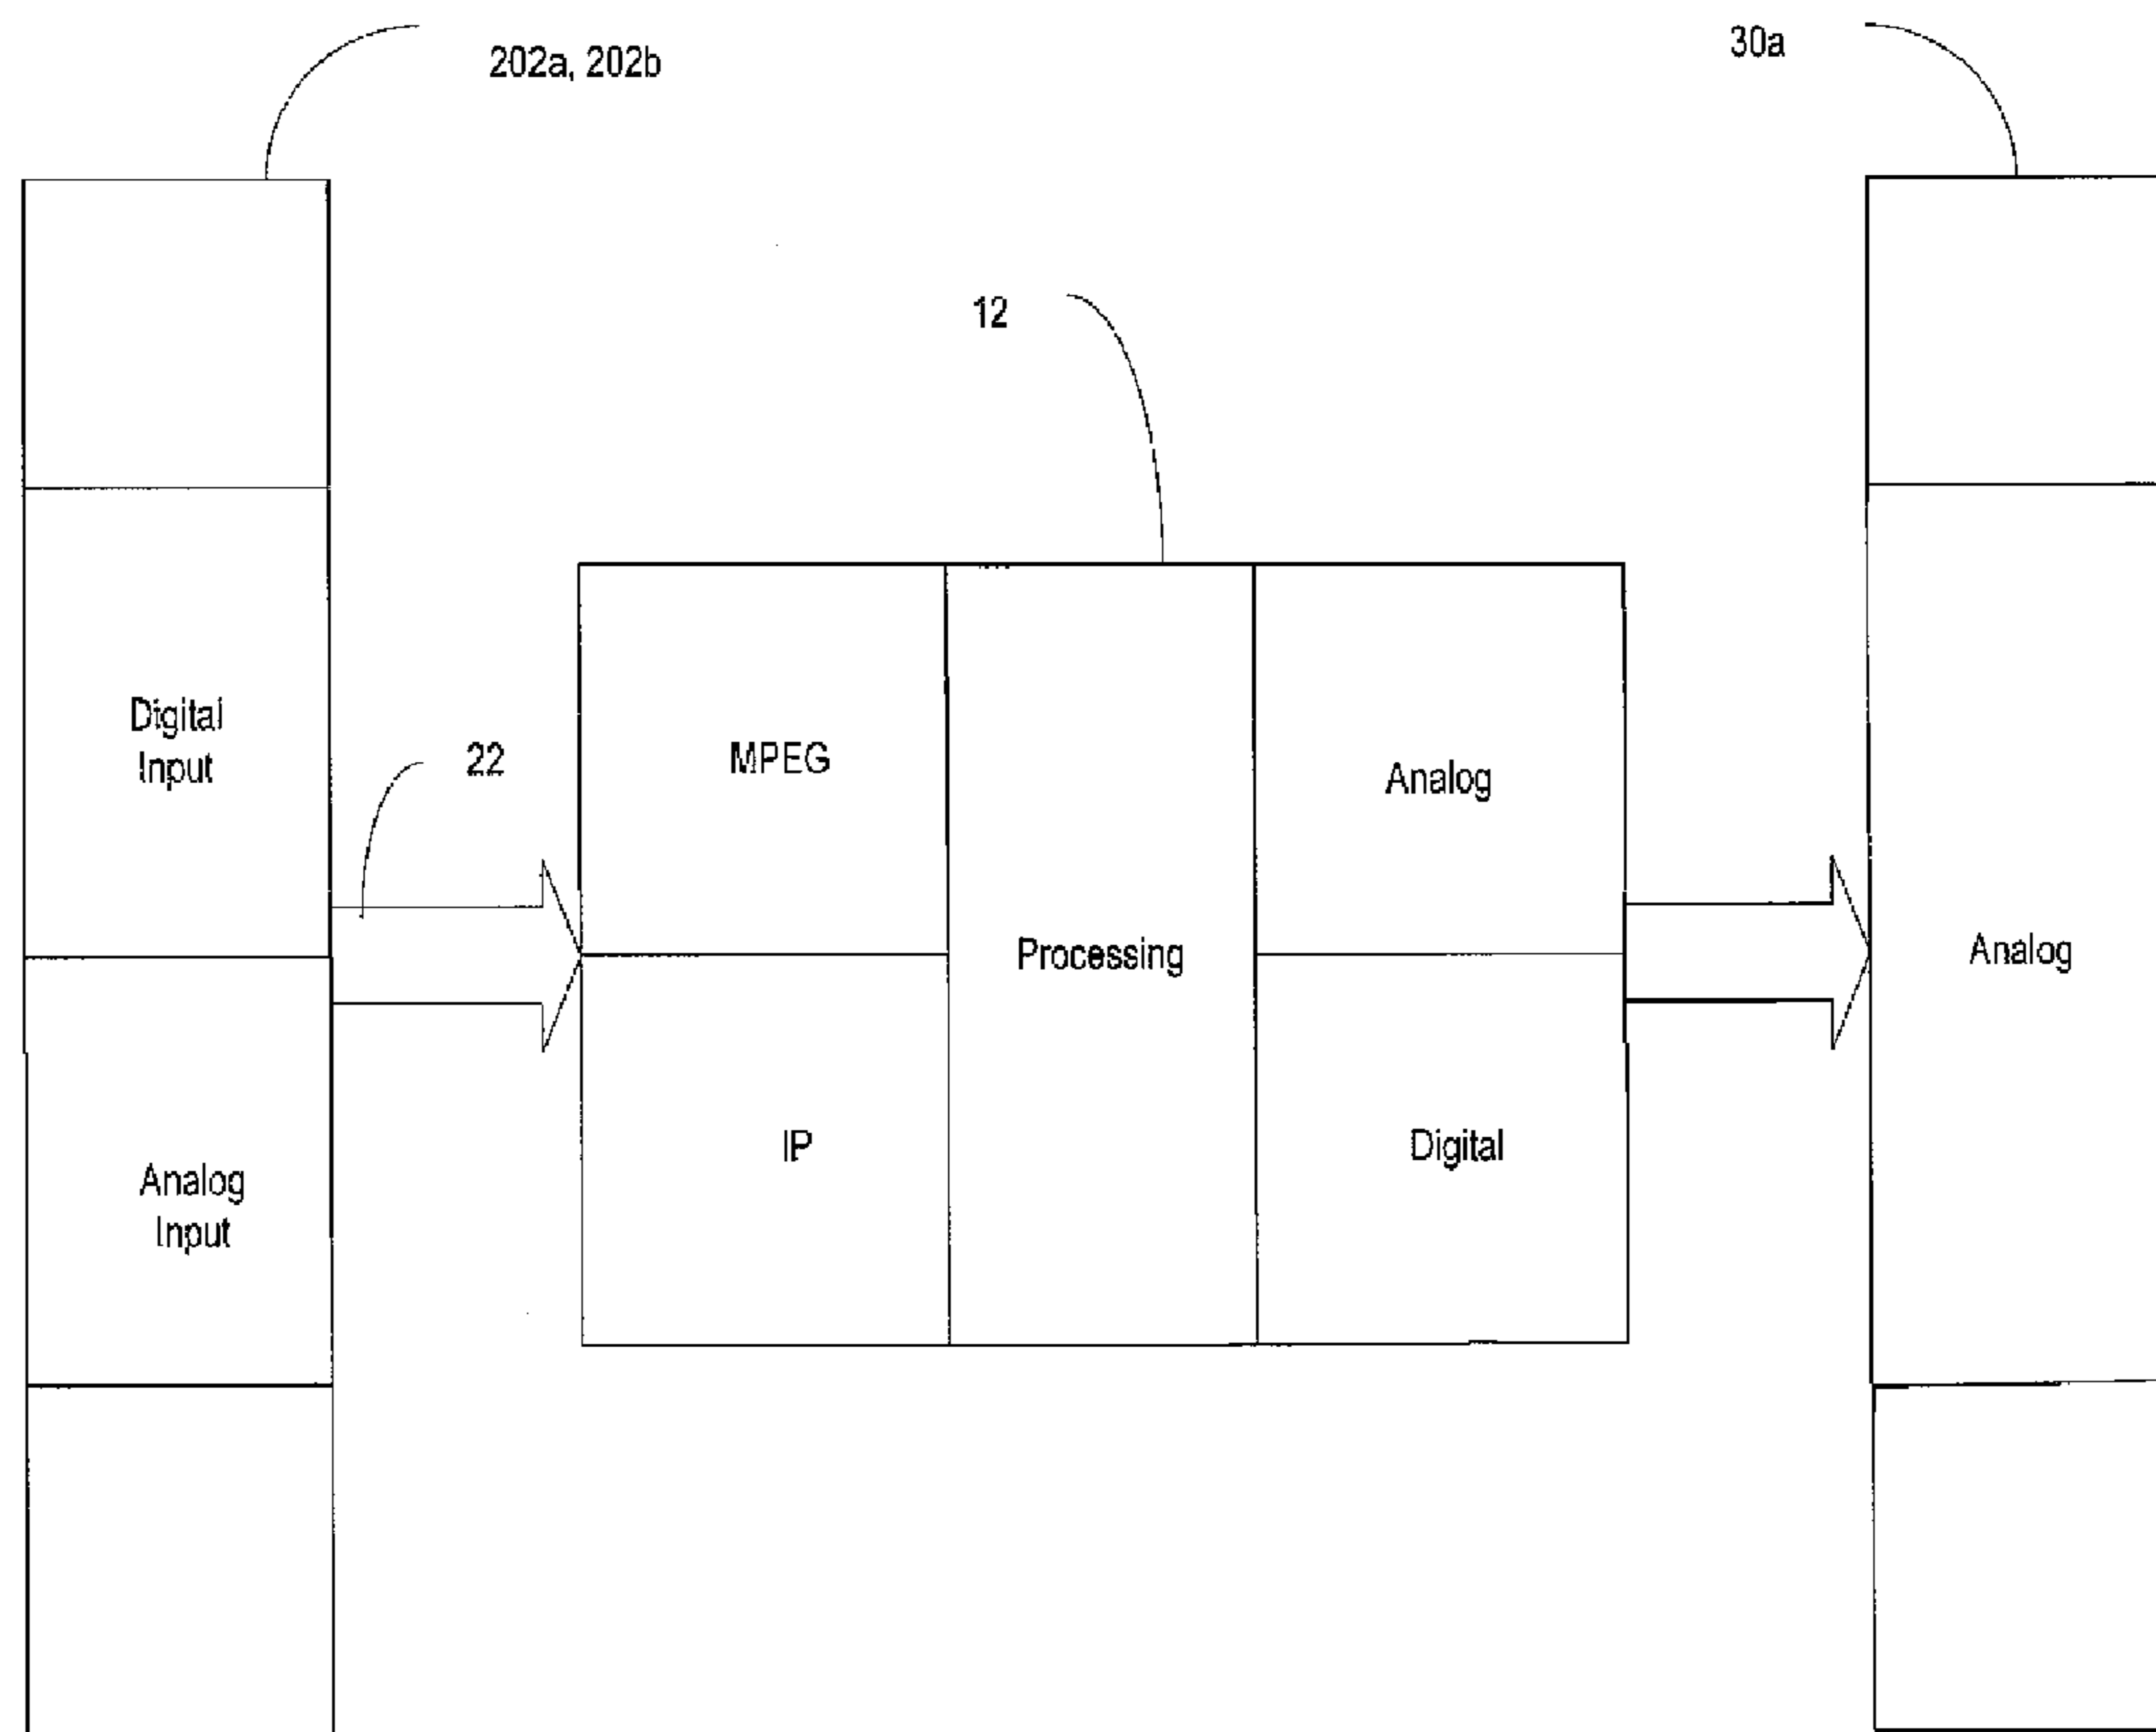 202a, 202b
30a
12
Digital
Input
22
MPEG
Analog
Processing
Analog
IP
Digital
Analog
Input